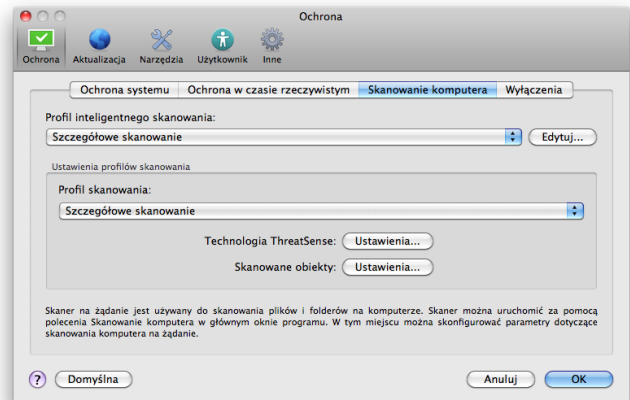 Ochrona
Ochrona Aktualizacja Narzędzia Użytkownik Inne
Ochrona systemu Ochrona w czasie rzeczywistym Skanowanie komputera Wyłączenia
Profil inteligentnego skanowania:
Szczegółowe skanowanie Edytuj...
Ustawienia profilów skanowania
Profil skanowania:
Szczegółowe skanowanie
Technologia ThreatSense: Ustawienia...
Skanowane obiekty: Ustawienia...
Skaner na żądanie jest używany do skanowania plików i folderów na komputerze. Skaner można uruchomić za pomocą
polecenia Skanowanie komputera w głównym oknie programu. W tym miejscu można skonfigurować parametry dotyczące
skanowania komputera na żądanie.
? Domyślna Anuluj OK